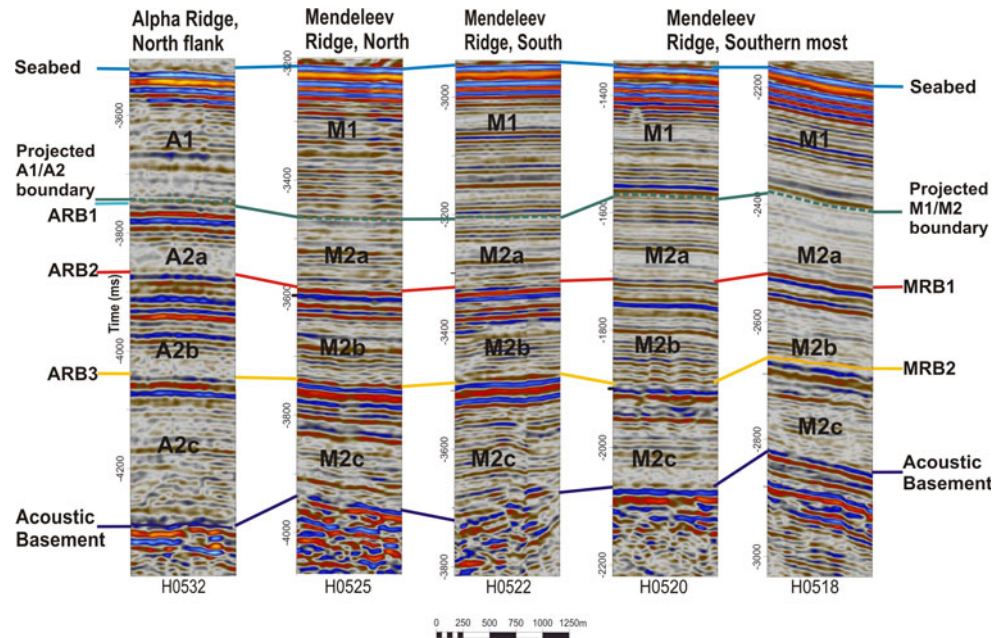 Alpha Ridge,
North flank
Mendeleev
Ridge, North
Mendeleev
Ridge, South
Mendeleev
Ridge, Southern most
Seabed
Projected
A1/A2
boundary
ARB1
ARB2
Time (ms)
ARB3
Acoustic
Basement
-3600
-3800
-4000
-4200
A1
A2a
A2b
A2c
H0532
-3200
-3400
-3600
-3800
-4000
M1
M2a
M2b
M2c
H0525
-3000
-3200
-3400
-3600
-3800
M1
M2a
M2b
M2c
H0522
-1400
-1600
-1800
-2000
-2200
M1
M2a
M2b
M2c
H0520
-2200
-2400
-2600
-2800
-3000
M1
M2a
M2b
M2c
H0518
Seabed
Projected
M1/M2
boundary
MRB1
MRB2
Acoustic
Basement
0 250 500 750 1000 1250m